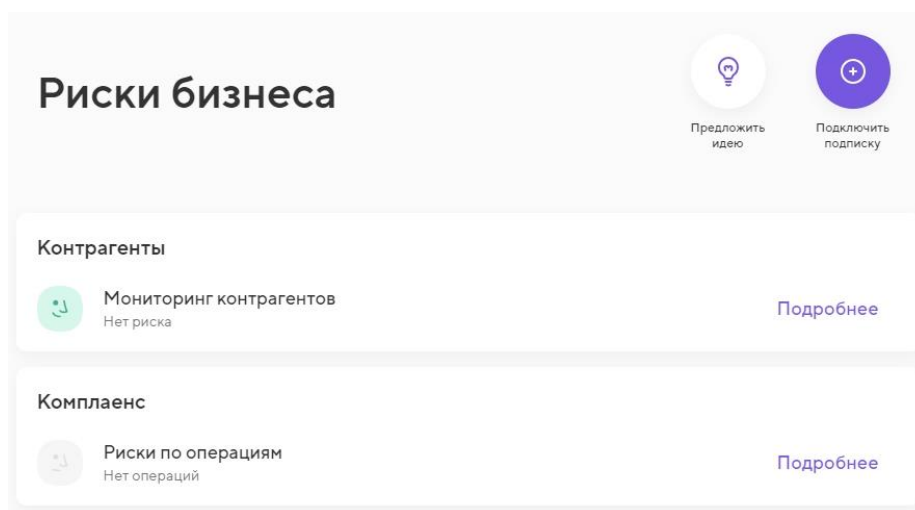 Риски бизнеса
Предложить
идею
Подключить
подписку
Контрагенты
Мониторинг контрагентов
Нет риска
Подробнее
Комплаенс
Риски по операциям
Нет операций
Подробнее